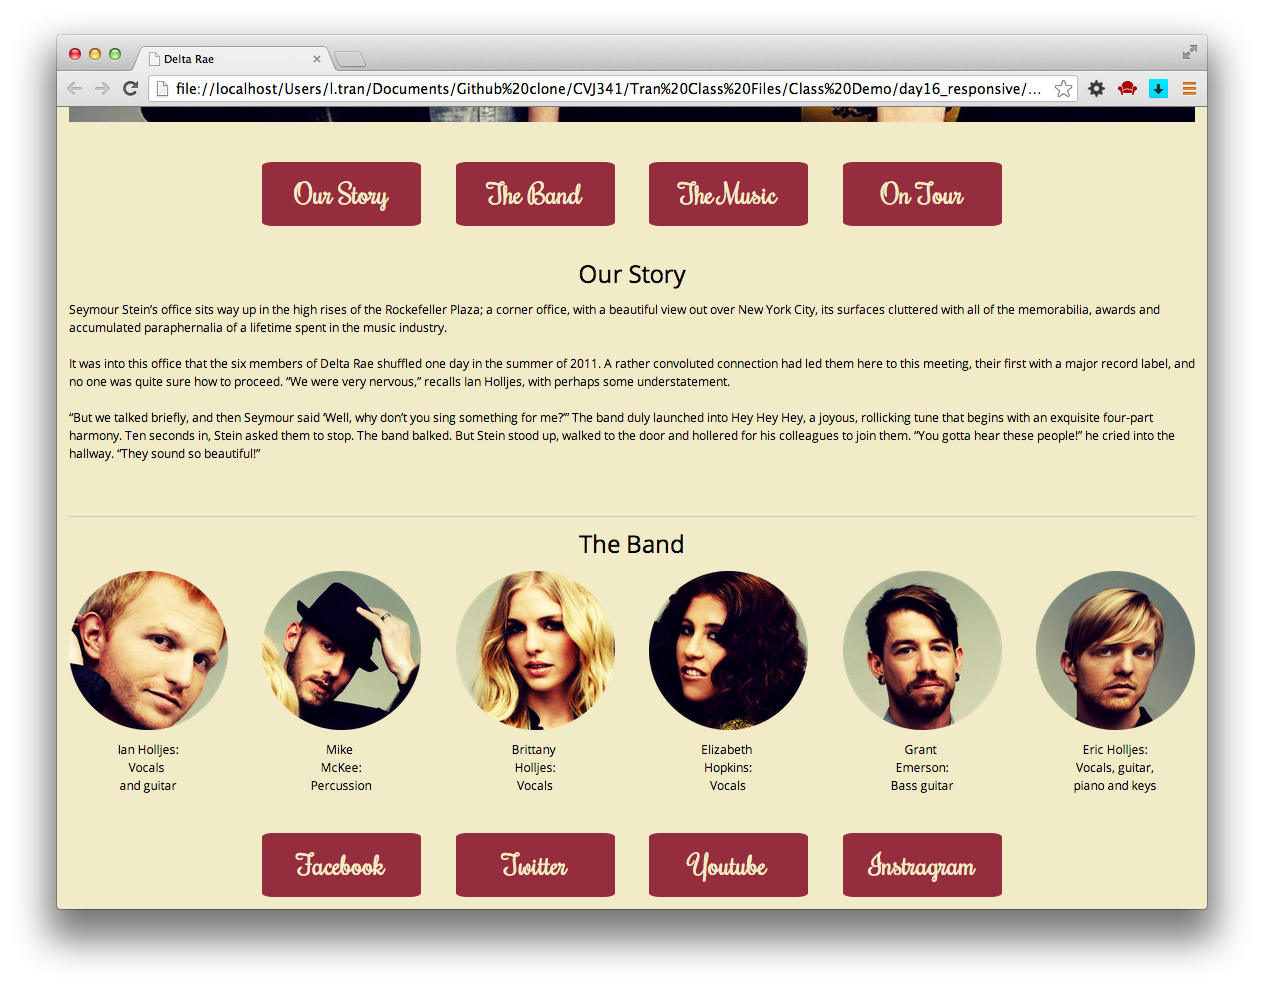 Delta Rae
file://localhost/Users/l.tran/Documents/Github%20clone/CVJ341/Tran%20Class%20Files/Class%20Demo/day16_responsive/...
Our Story
The Band
The Music
On Tour
Our Story
Seymour Stein’s office sits way up in the high rises of the Rockefeller Plaza; a corner office, with a beautiful view out over New York City, its surfaces cluttered with all of the memorabilia, awards and
accumulated paraphernalia of a lifetime spent in the music industry.
It was into this office that the six members of Delta Rae shuffled one day in the summer of 2011. A rather convoluted connection had led them here to this meeting, their first with a major record label, and
no one was quite sure how to proceed. “We were very nervous,” recalls Ian Holljes, with perhaps some understatement.
“But we talked briefly, and then Seymour said ‘Well, why don’t you sing something for me?’” The band duly launched into Hey Hey Hey, a joyous, rollicking tune that begins with an exquisite four-part
harmony. Ten seconds in, Stein asked them to stop. The band balked. But Stein stood up, walked to the door and hollered for his colleagues to join them. “You gotta hear these people!” he cried into the
hallway. “They sound so beautiful!”
The Band
Ian Holljes:
Vocals
and guitar
Mike
McKee:
Percussion
Brittany
Holljes:
Vocals
Elizabeth
Hopkins:
Vocals
Grant
Emerson:
Bass guitar
Eric Holljes:
Vocals, guitar,
piano and keys
Facebook
Twitter
Youtube
Instragram